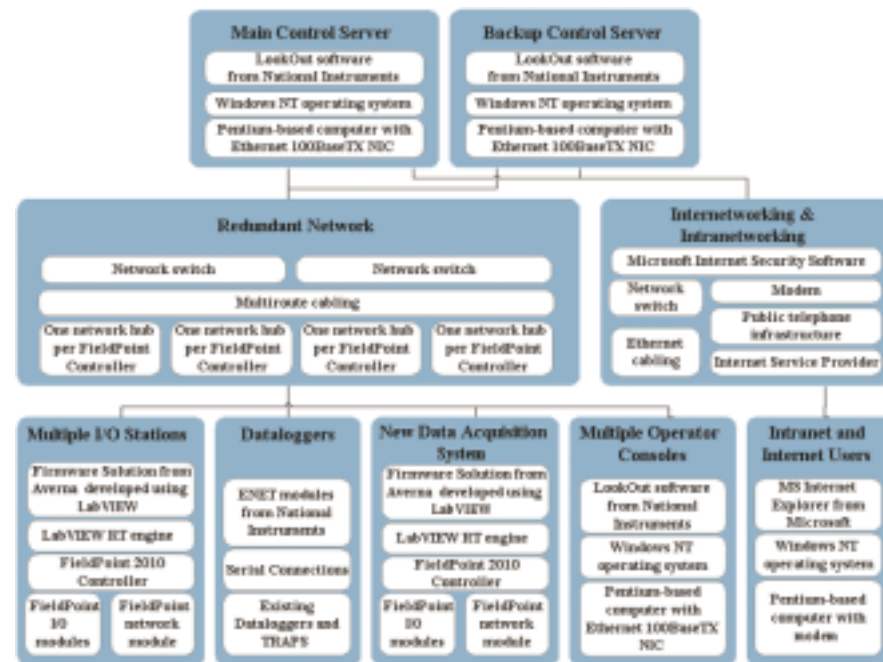 Main Control Server
LookOut software
from National Instruments
Windows NT operating system
Pentium-based computer with
Ethernet 100BaseTX NIC
Backup Control Server
LookOut software
from National Instruments
Windows NT operating system
Pentium-based computer with
Ethernet 100BaseTX NIC
Redundant Network
Network switch
Network switch
Multiroute cabling
One network hub
per FieldPoint
Controller
One network hub
per FieldPoint
Controller
One network hub
per FieldPoint
Controller
One network hub
per FieldPoint
Controller
Internetworking &
Intranetworking
Microsoft Internet Security Software
Network
switch
Modem
Public telephone
infrastructure
Ethernet
cabling
Internet Service Provider
Multiple I/O Stations
Firmware Solution from
Averna developed using
LabVIEW
LabVIEW RT engine
FieldPoint 2010
Controller
FieldPoint
I/O
modules
FieldPoint
network
module
Dataloggers
ENET modules
from National
Instruments
Serial Connections
Existing
Dataloggers and
TRAPS
New Data Acquisition
System
Firmware Solution from
Averna developed using
LabVIEW
LabVIEW RT engine
FieldPoint 2010
Controller
FieldPoint
I/O
modules
FieldPoint
network
module
Multiple Operator
Consoles
LookOut software
from National
Instruments
Windows NT
operating system
Pentium-based
computer with
Ethernet 100BaseTX
NIC
Intranet and
Internet Users
MS Internet
Explorer from
Microsoft
Windows NT
operating system
Pentium-based
computer with
modem